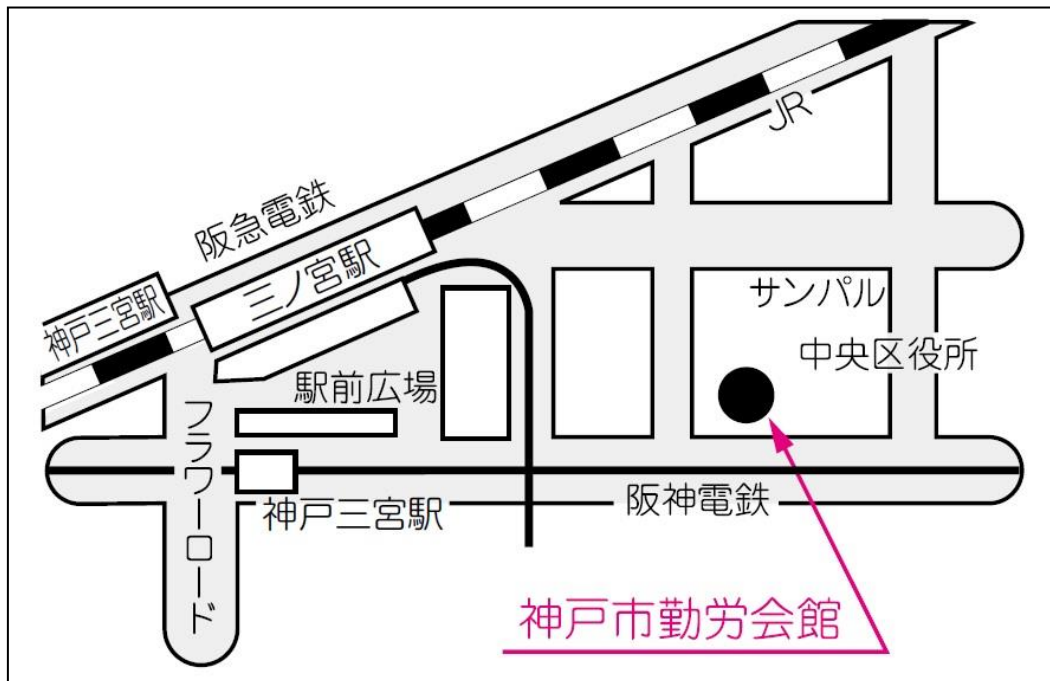 JR
阪急電鉄
三ノ宮駅
神戸三宮駅
サンパル
中央区役所
駅前広場
フラワーロード
阪神電鉄
神戸三宮駅
神戸市勤労会館